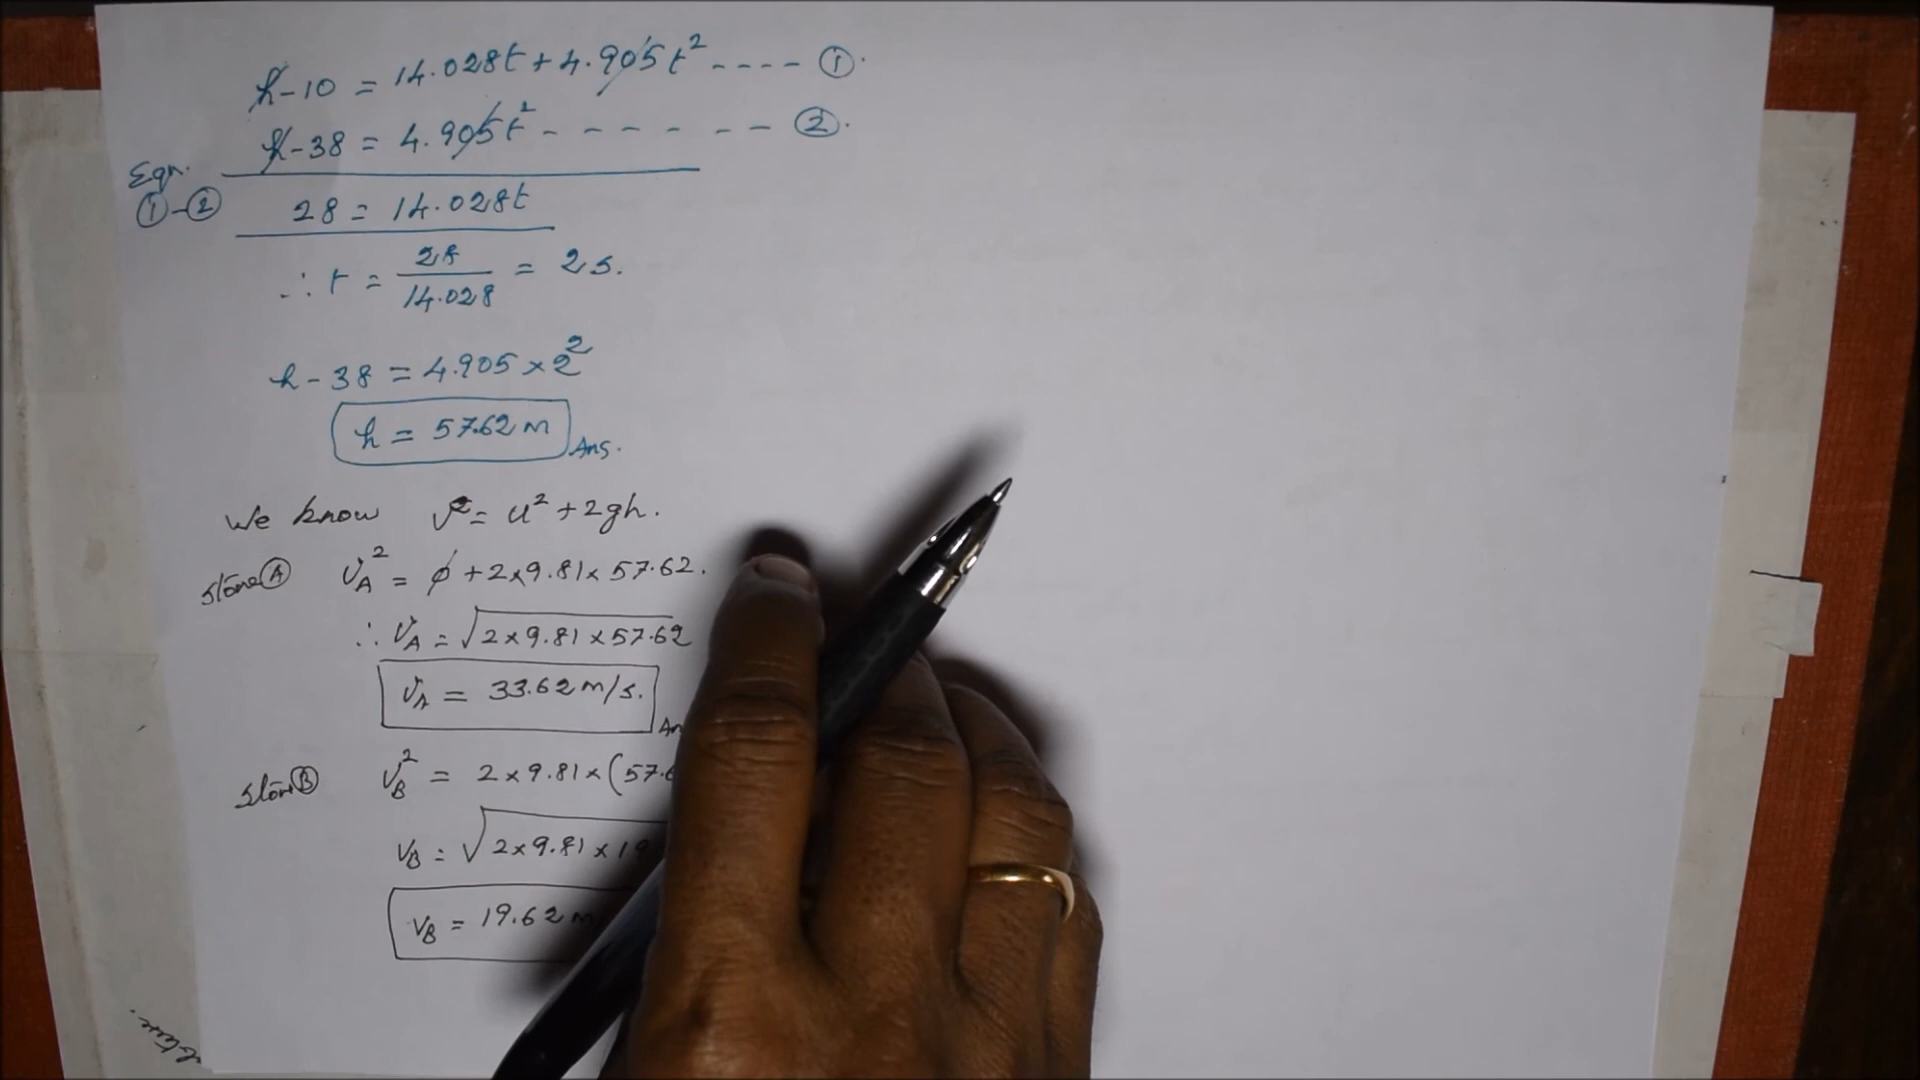 h-10 = 14.028t + 4.905t² ---- ①.
h-38 = 4.905t² - - - - - - - ②.
Eqn. ①-② 28 = 14.028t
∴ t = 28/14.028 = 2s.
h - 38 = 4.905 × 2²
h = 57.62 m Ans.
We know v² = u² + 2gh.
Stone Ⓐ V_A² = 0 + 2×9.81×57.62.
∴ V_A = √2×9.81×57.62
V_A = 33.62 m/s.
An
Stone Ⓑ V_B² = 2×9.81×(57.6
V_B = √2×9.81×19
V_B = 19.62 m